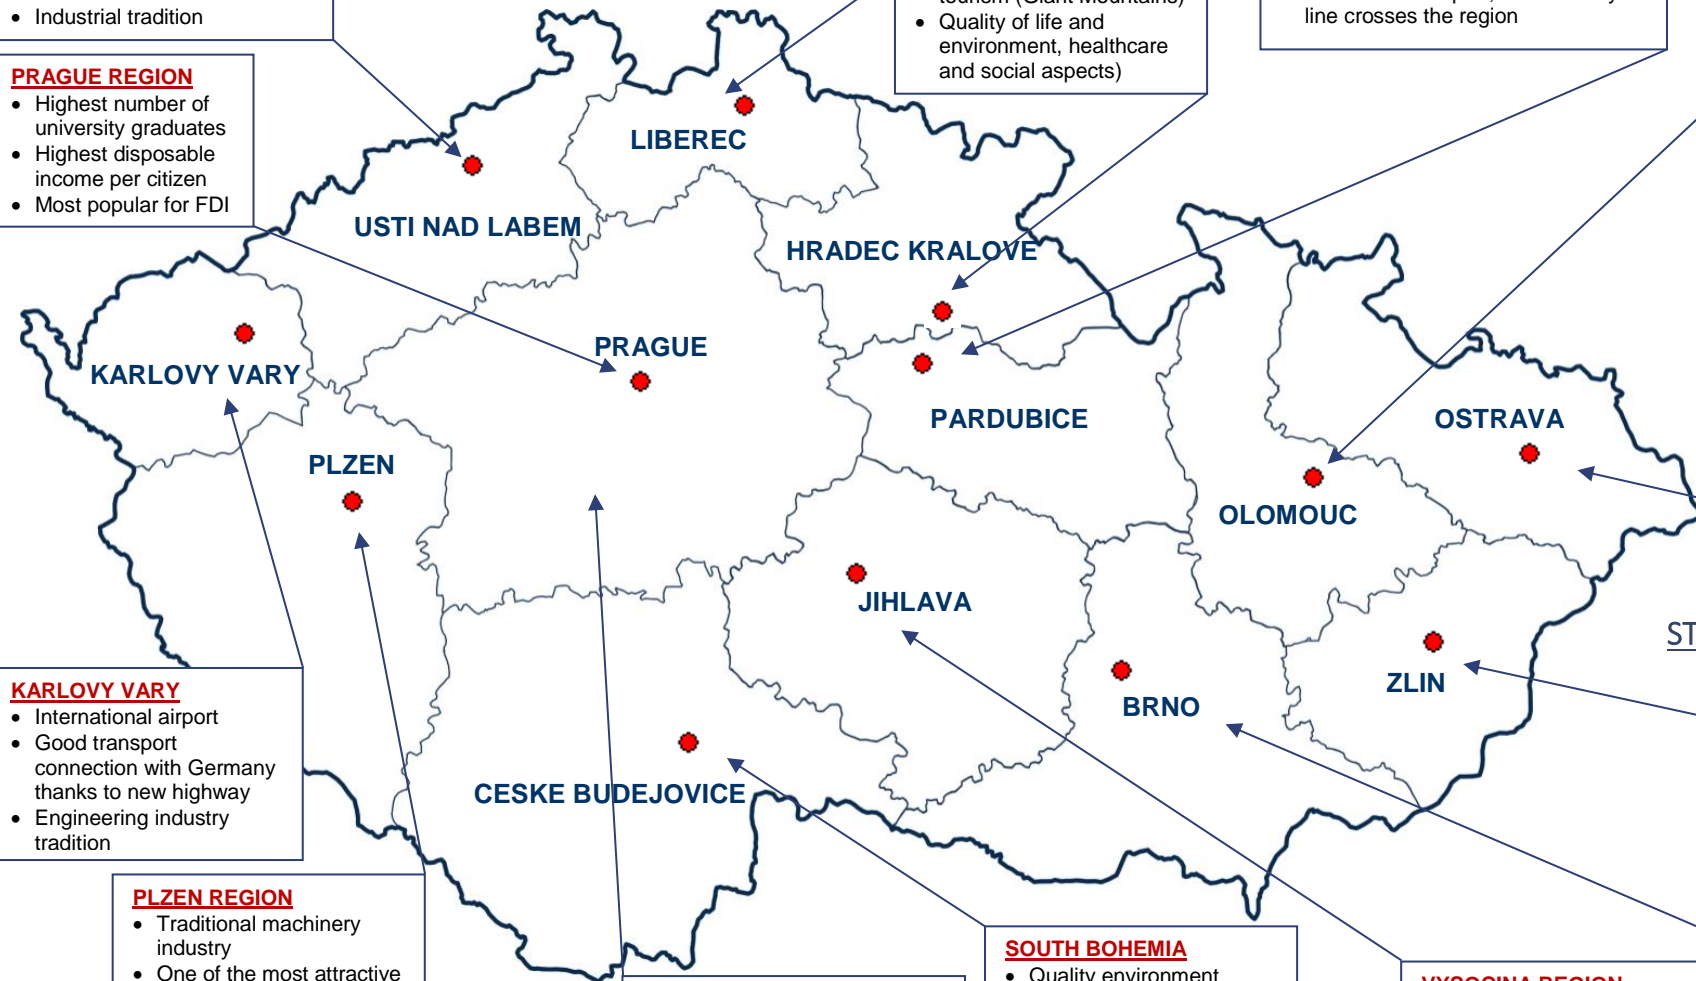 • Industrial tradition
tourism (Giant Mountains)
• Quality of life and
environment, healthcare
and social aspects)
line crosses the region
PRAGUE REGION
• Highest number of
university graduates
• Highest disposable
income per citizen
• Most popular for FDI
LIBEREC
USTI NAD LABEM
HRADEC KRALOVE
PRAGUE
KARLOVY VARY
PARDUBICE
OSTRAVA
PLZEN
OLOMOUC
JIHLAVA
ST
ZLIN
BRNO
CESKE BUDEJOVICE
KARLOVY VARY
• International airport
• Good transport
connection with Germany
thanks to new highway
• Engineering industry
tradition
PLZEN REGION
• Traditional machinery
industry
• One of the most attractive
SOUTH BOHEMIA
• Quality environment
VYSOCINA REGION